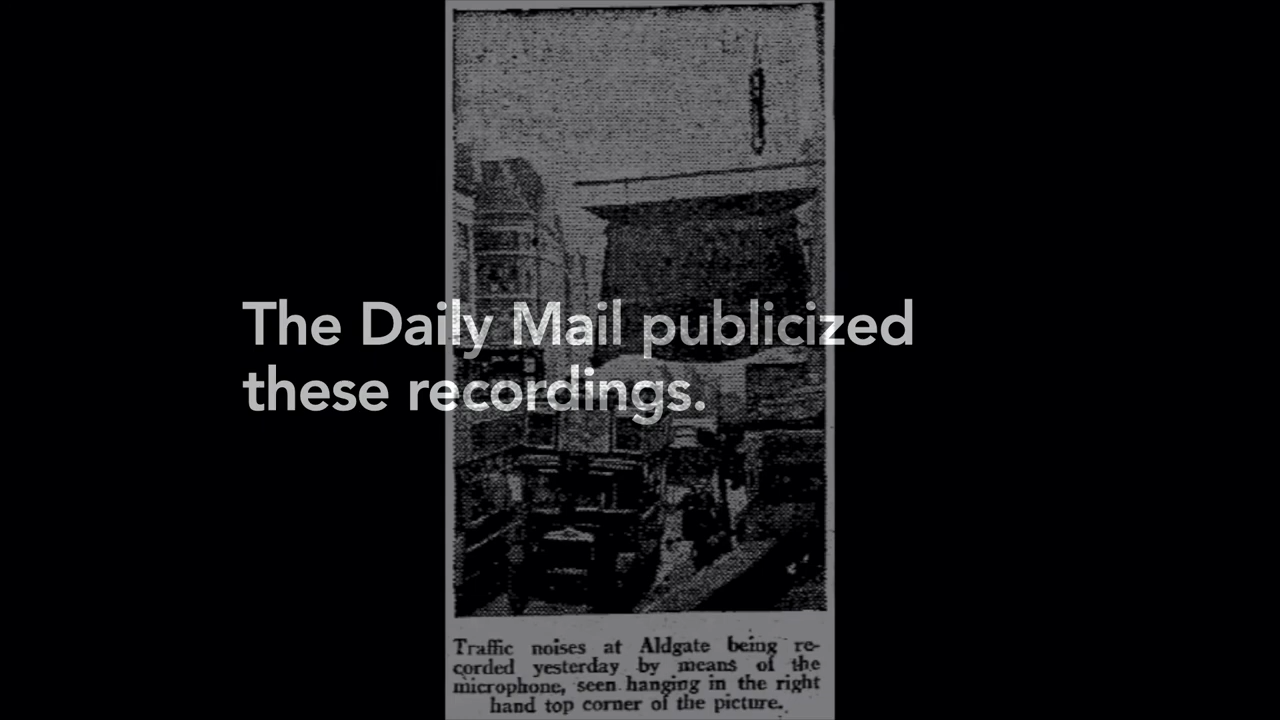 The Daily Mail publicized
these recordings.
Traffic noises at Aldgate being re-
corded yesterday by means of the
microphone, seen hanging in the right
hand top corner of the picture.